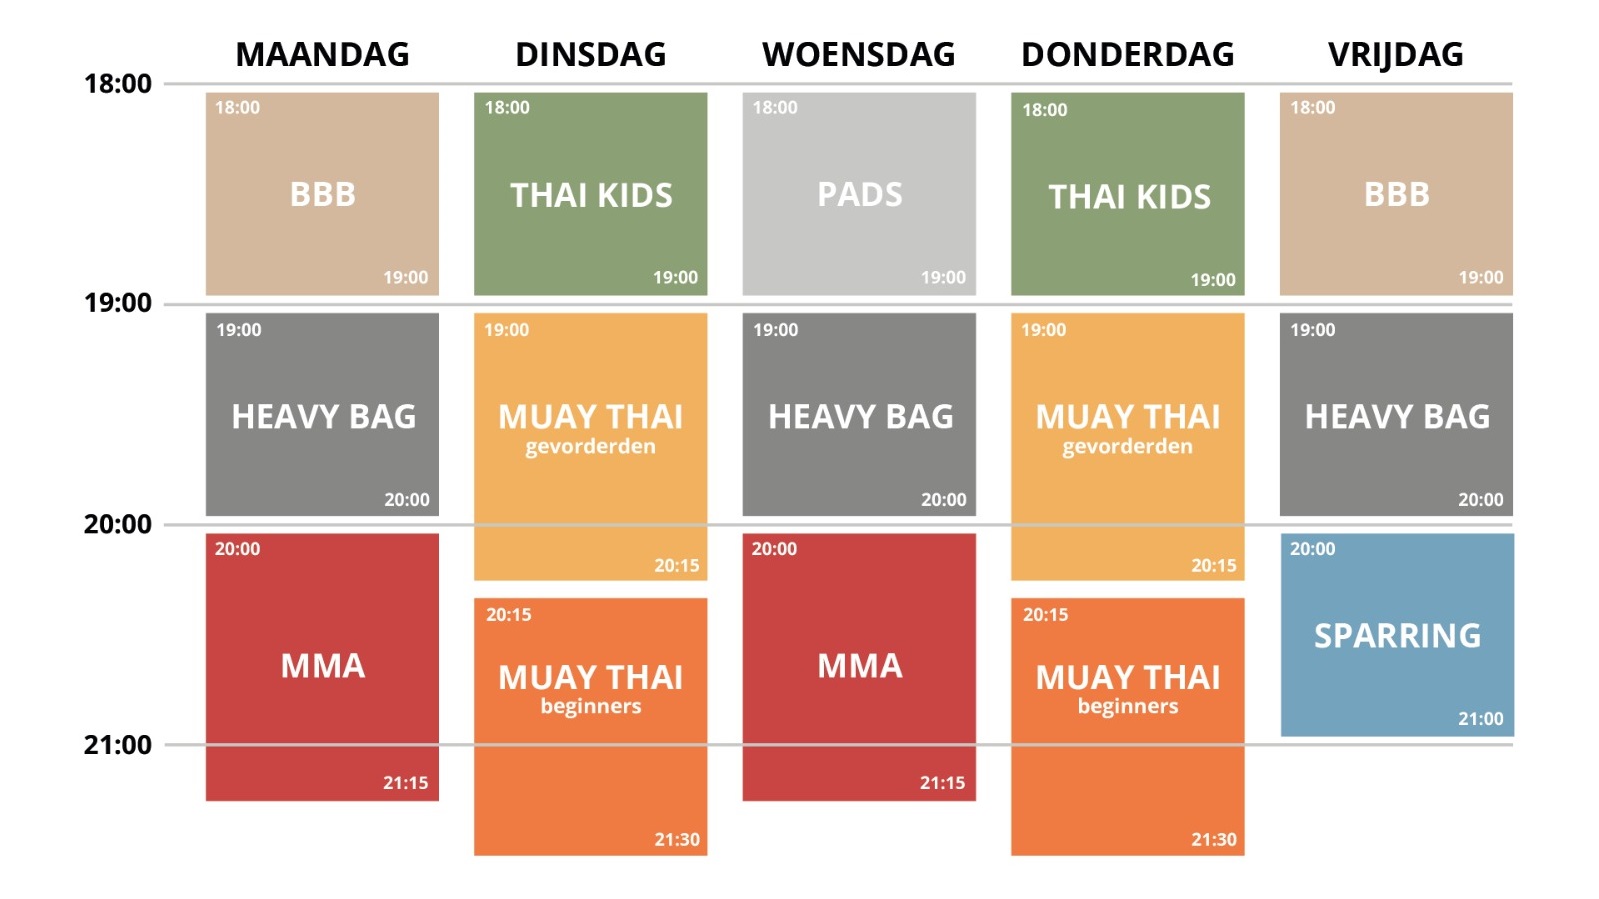 MAANDAG DINSDAG WOENSDAG DONDERDAG VRIJDAG
18:00
18:00 18:00 18:00 18:00 18:00
BBB THAI KIDS PADS THAI KIDS BBB
19:00 19:00 19:00 19:00 19:00
19:00
19:00 19:00 19:00 19:00 19:00
HEAVY BAG MUAY THAI HEAVY BAG MUAY THAI HEAVY BAG
gevorderden gevorderden
20:00 20:00 20:00
20:00
20:00 20:00 20:00
20:15 20:15
20:15 20:15
SPARRING
MMA MUAY THAI MMA MUAY THAI
beginners beginners
21:00
21:00
21:15 21:15
21:30 21:30